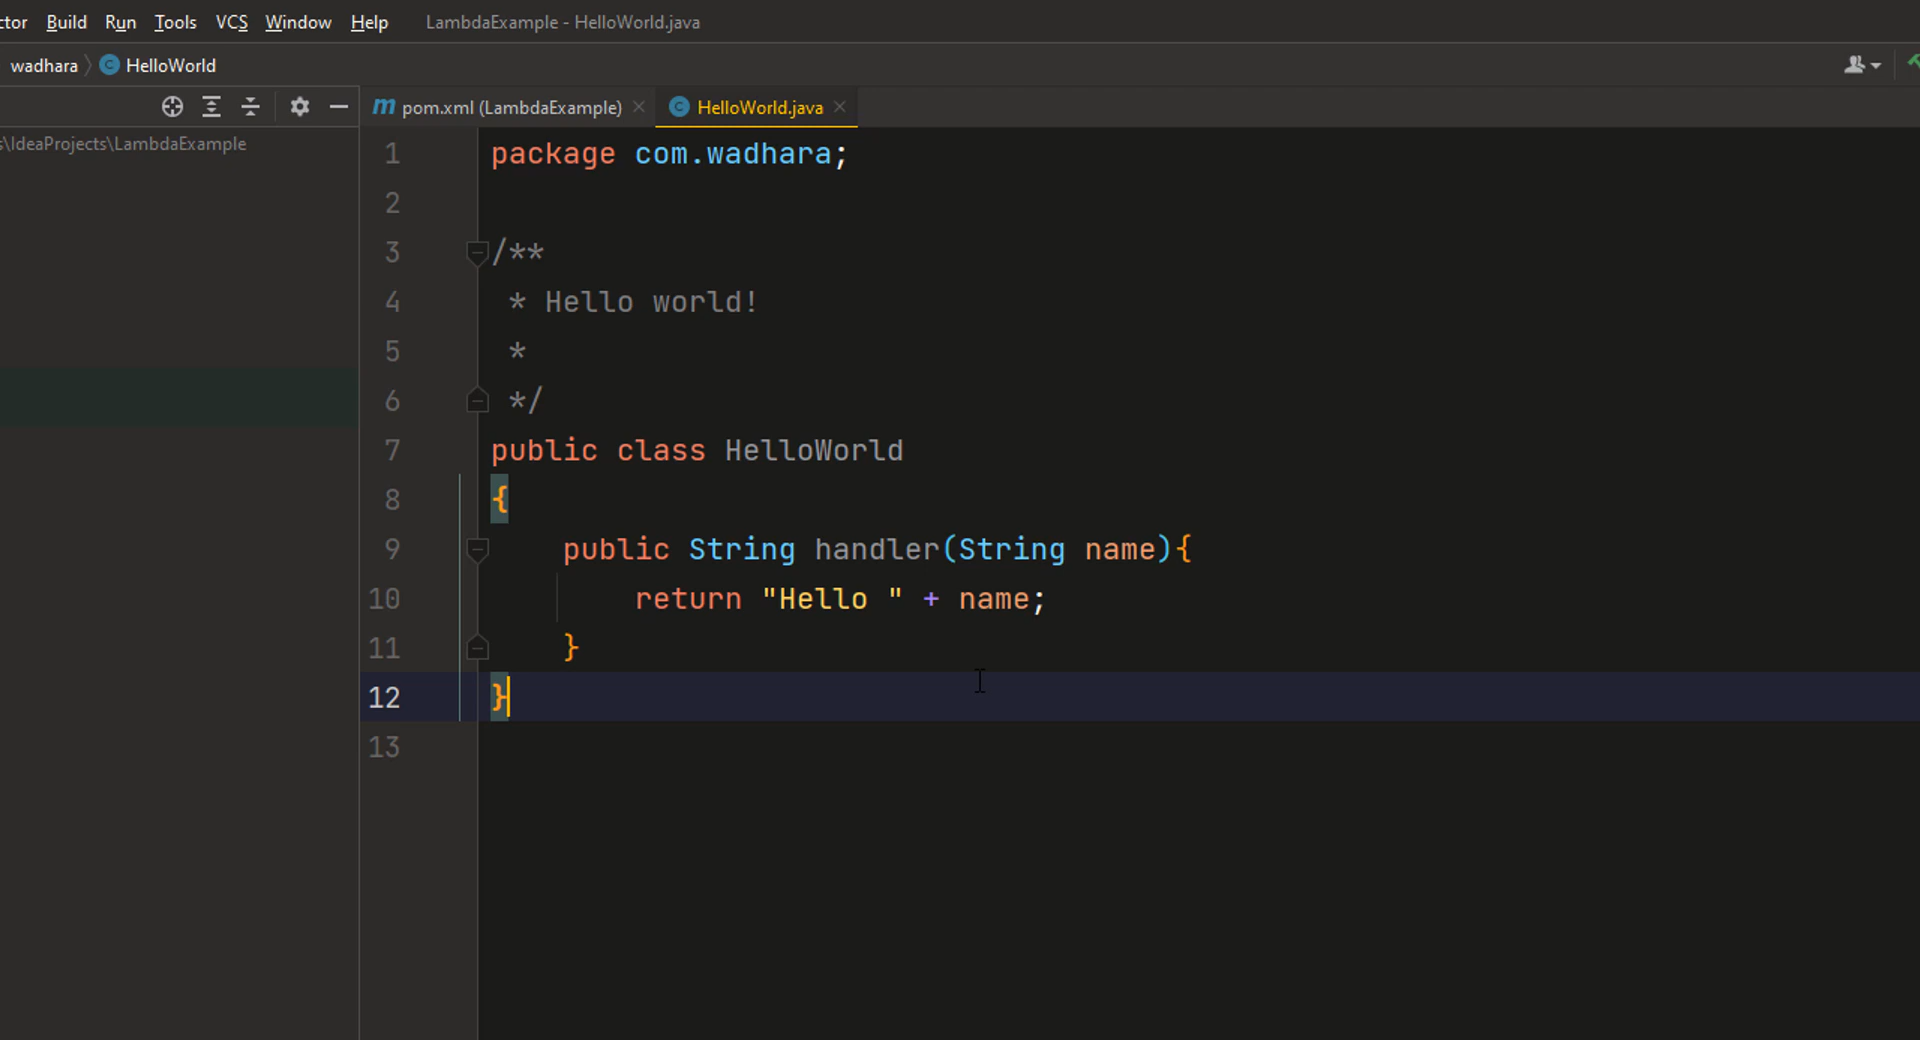 ctor Build Run Tools VCS Window Help LambdaExample - HelloWorld.java
wadhara HelloWorld
pom.xml (LambdaExample) HelloWorld.java
s\IdeaProjects\LambdaExample
1 package com.wadhara;
2
3 /**
4 * Hello world!
5 *
6 */
7 public class HelloWorld
8 {
9 public String handler(String name){
10 return "Hello " + name;
11 }
12 }
13